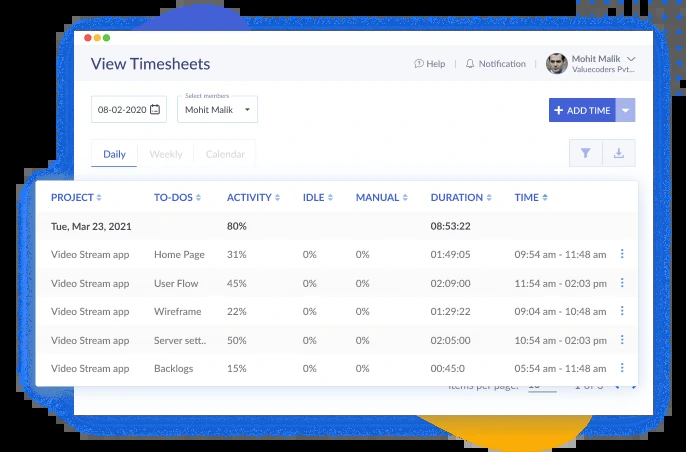 View Timesheets
Help
Notification
Mohit Malik
Valuecoders Pvt...
08-02-2020
Select members
Mohit Malik
+ ADD TIME
Daily Weekly Calendar
PROJECT TO-DOS ACTIVITY IDLE MANUAL DURATION TIME
Tue, Mar 23, 2021 80% 08:53:22
Video Stream app Home Page 31% 0% 0% 01:49:05 09:54 am - 11:48 am
Video Stream app User Flow 45% 0% 0% 02:09:00 11:54 am - 02:03 pm
Video Stream app Wireframe 22% 0% 0% 01:29:22 09:04 am - 10:48 am
Video Stream app Server sett.. 50% 0% 0% 02:05:00 10:54 am - 02:03 pm
Video Stream app Backlogs 15% 0% 0% 00:45:0 05:54 am - 11:48 am
Items per page: